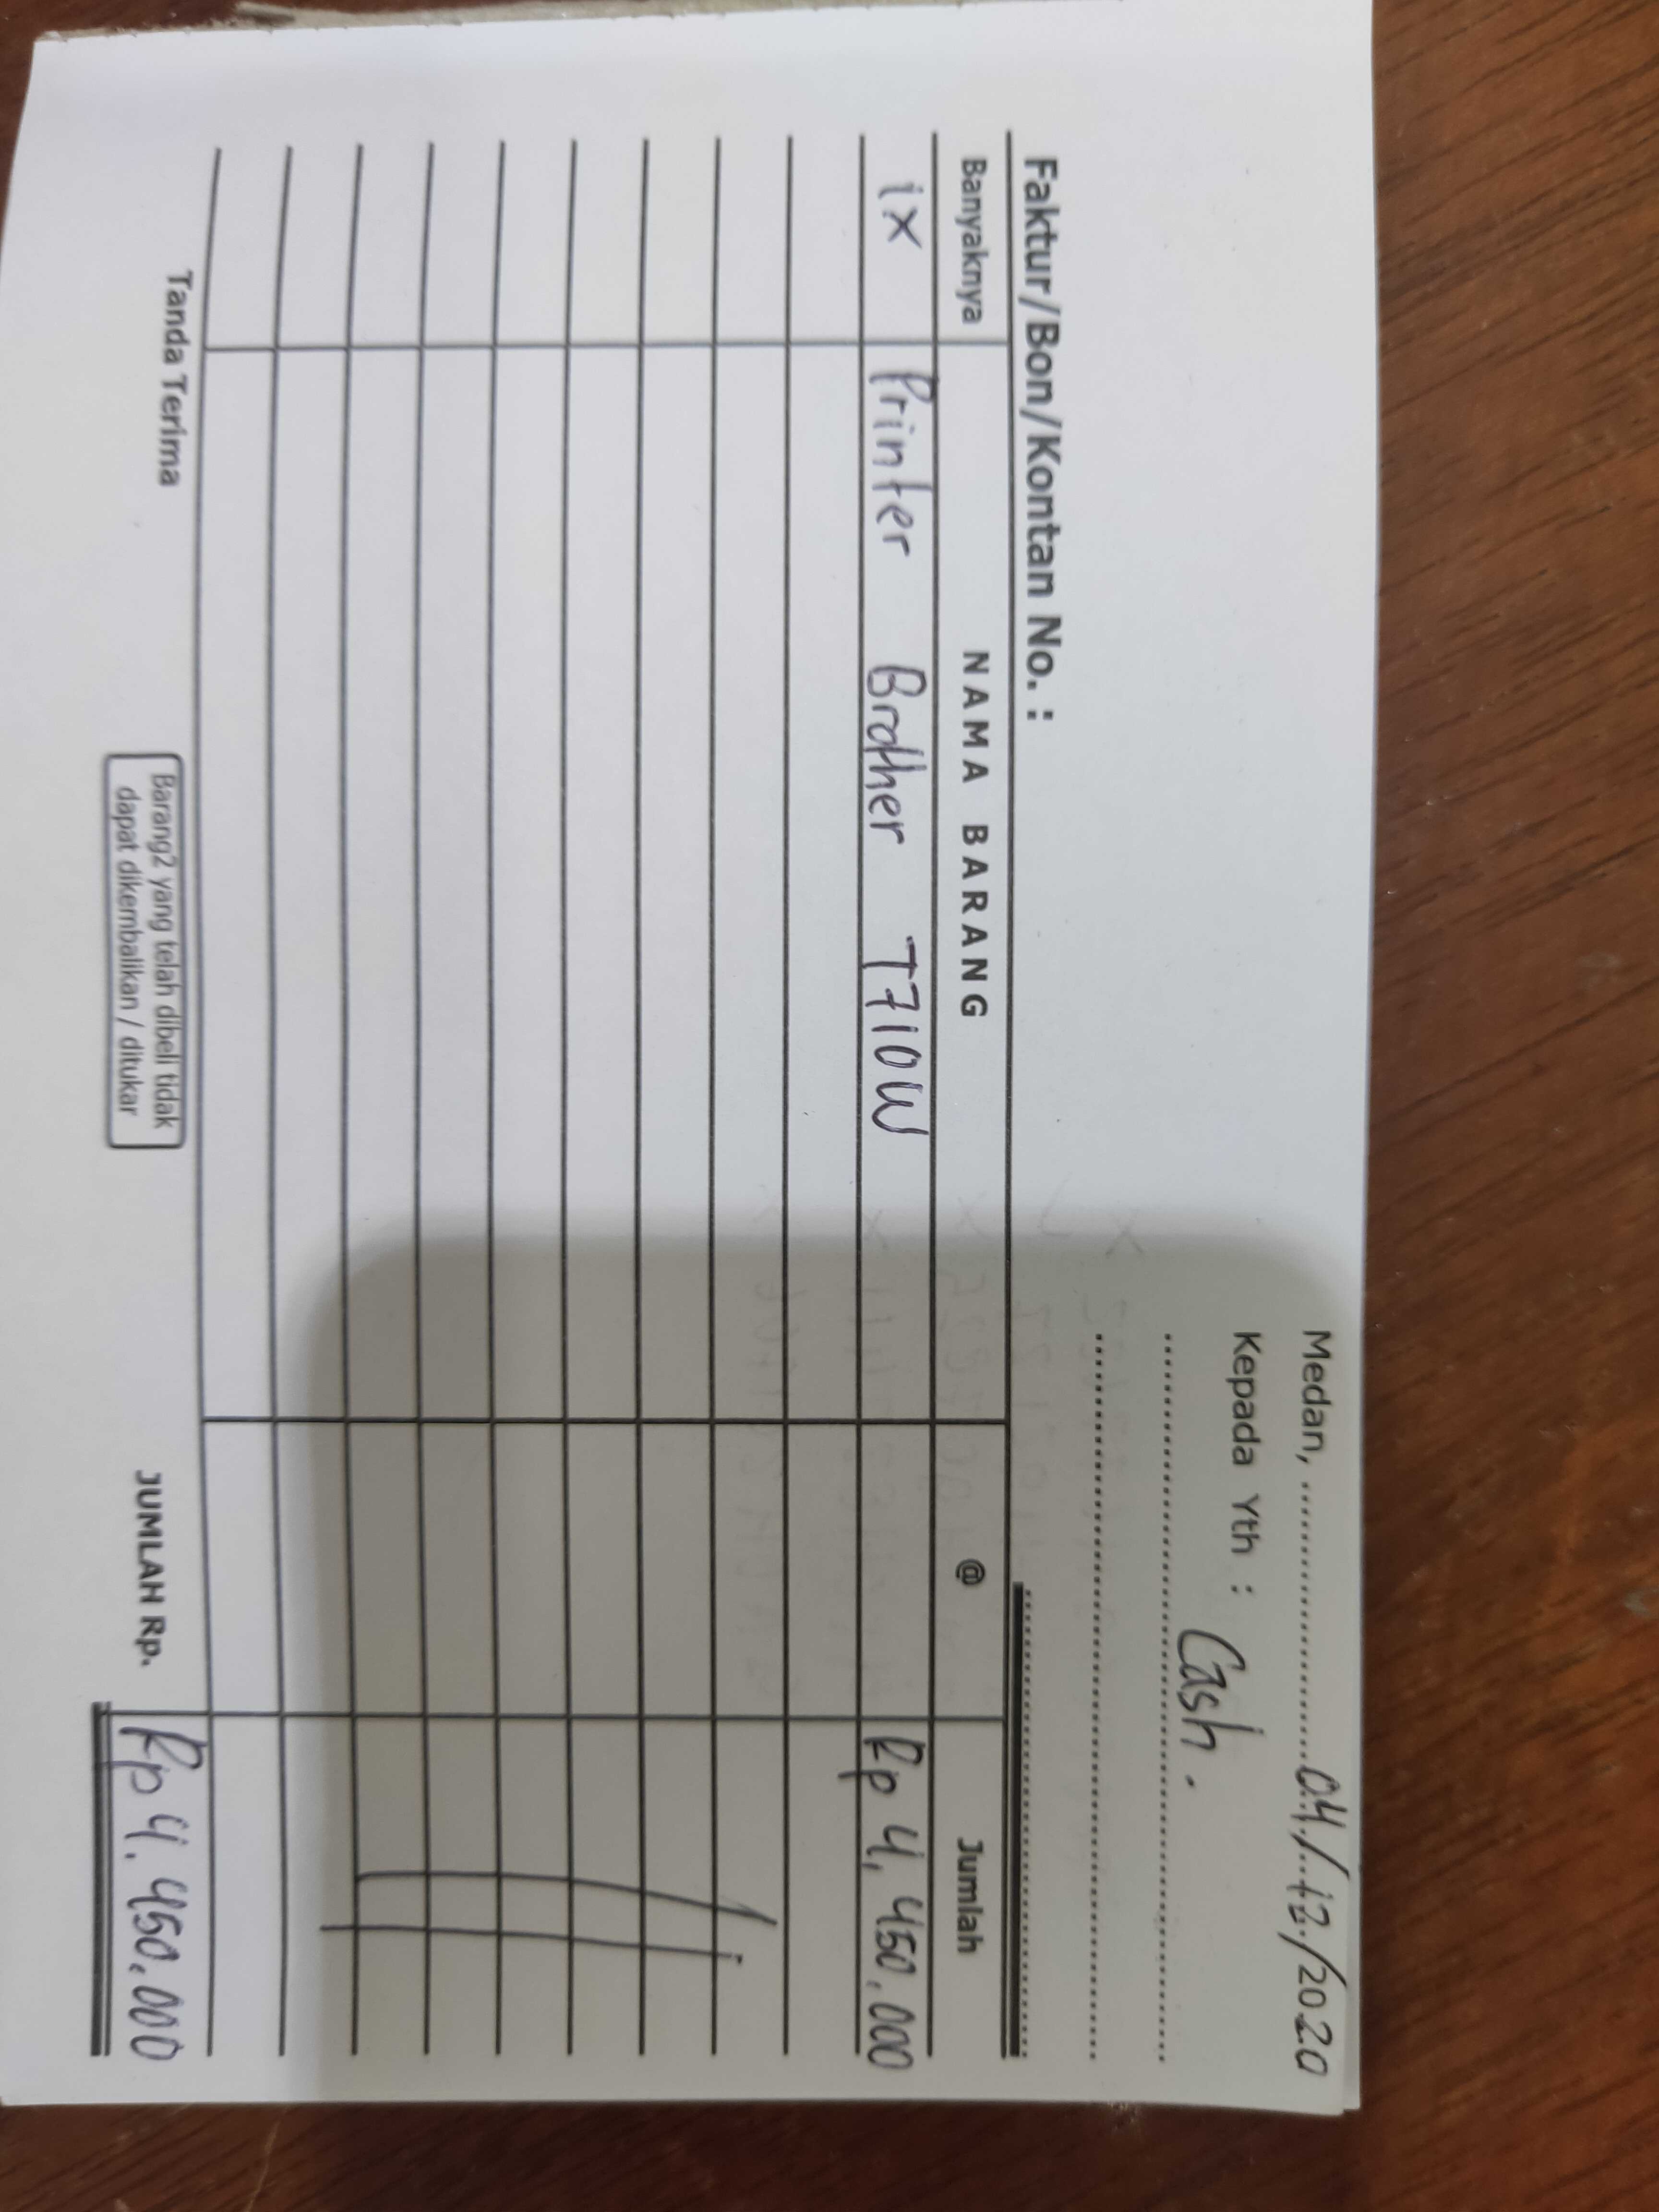 Medan, 04/12/2020
Kepada Yth : Cash.
Faktur/Bon/Kontan No. :
Banyaknya NAMA BARANG @ Jumlah
1x Printer Brother T710W Rp 4.450.000
Tanda Terima
Barang2 yang telah dibeli tidak
dapat dikembalikan / ditukar
JUMLAH Rp. Rp 4.450.000